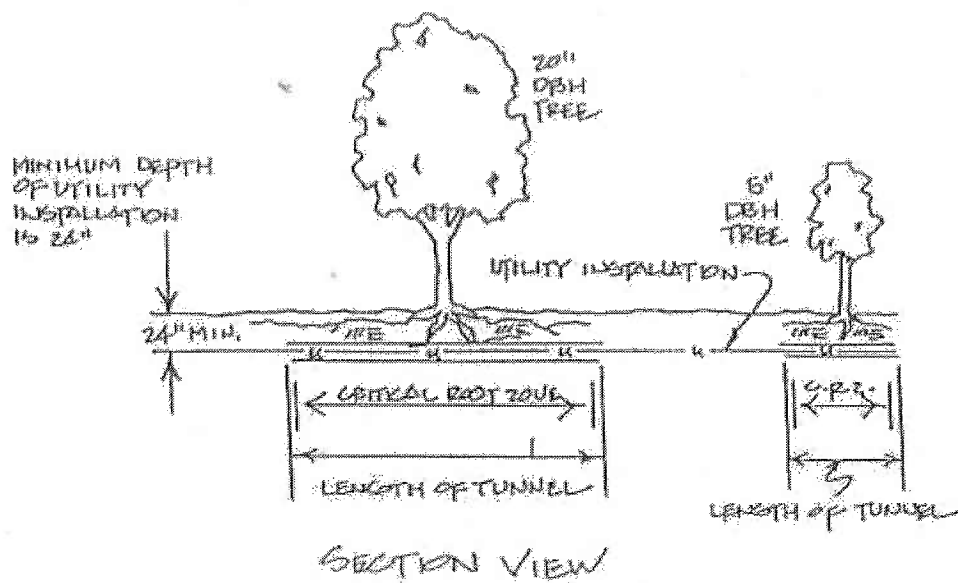 20"
DBH
TREE
MINIMUM DEPTH
OF UTILITY
INSTALLATION
IS 24"
DBH
TREE
UTILITY INSTALLATION
24" MIN.
CRITICAL ROOT ZONE
C.R.Z.
LENGTH OF TUNNEL
LENGTH OF TUNNEL
SECTION VIEW